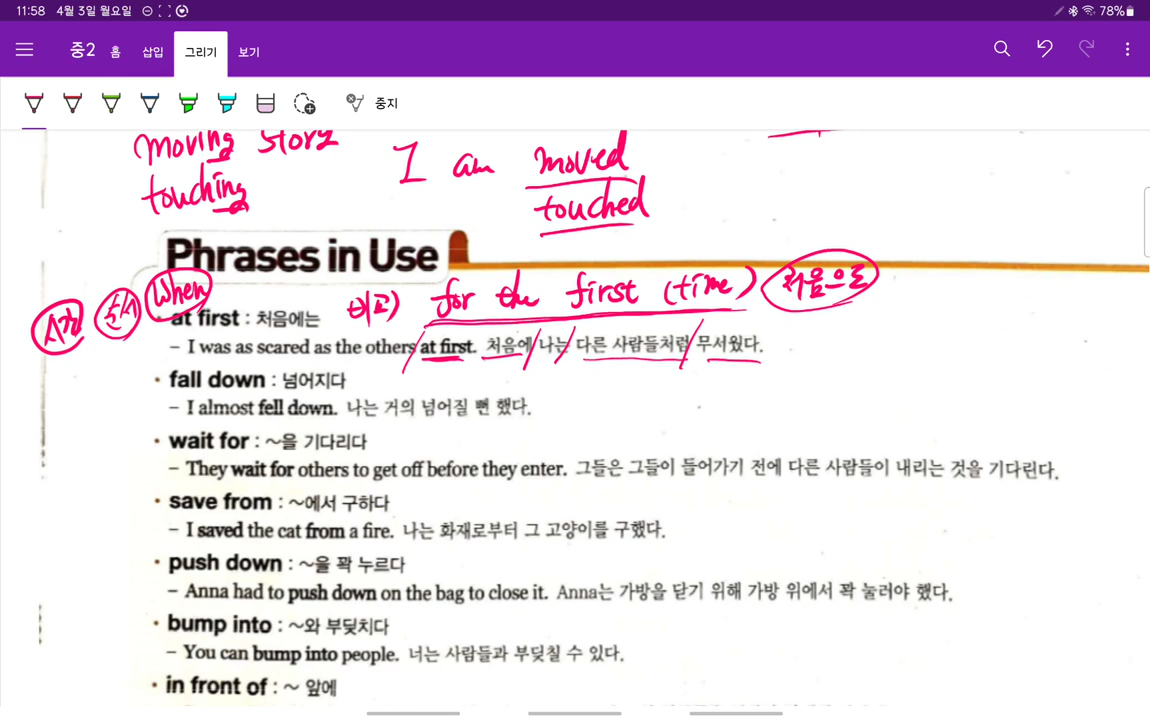 11:58 4월 3일 월요일 78%
중2 홈 삽입 그리기 보기
중지
moving story
touching
I am moved
touched
Phrases in Use
시간 순서 When
비교) for the first (time) 처음으로
• at first : 처음에는
– I was as scared as the others at first. 처음에 나는 다른 사람들처럼 무서웠다.
• fall down : 넘어지다
– I almost fell down. 나는 거의 넘어질 뻔 했다.
• wait for : ~을 기다리다
– They wait for others to get off before they enter. 그들은 그들이 들어가기 전에 다른 사람들이 내리는 것을 기다린다.
• save from : ~에서 구하다
– I saved the cat from a fire. 나는 화재로부터 그 고양이를 구했다.
• push down : ~을 꽉 누르다
– Anna had to push down on the bag to close it. Anna는 가방을 닫기 위해 가방 위에서 꽉 눌러야 했다.
• bump into : ~와 부딪치다
– You can bump into people. 너는 사람들과 부딪칠 수 있다.
• in front of : ~ 앞에